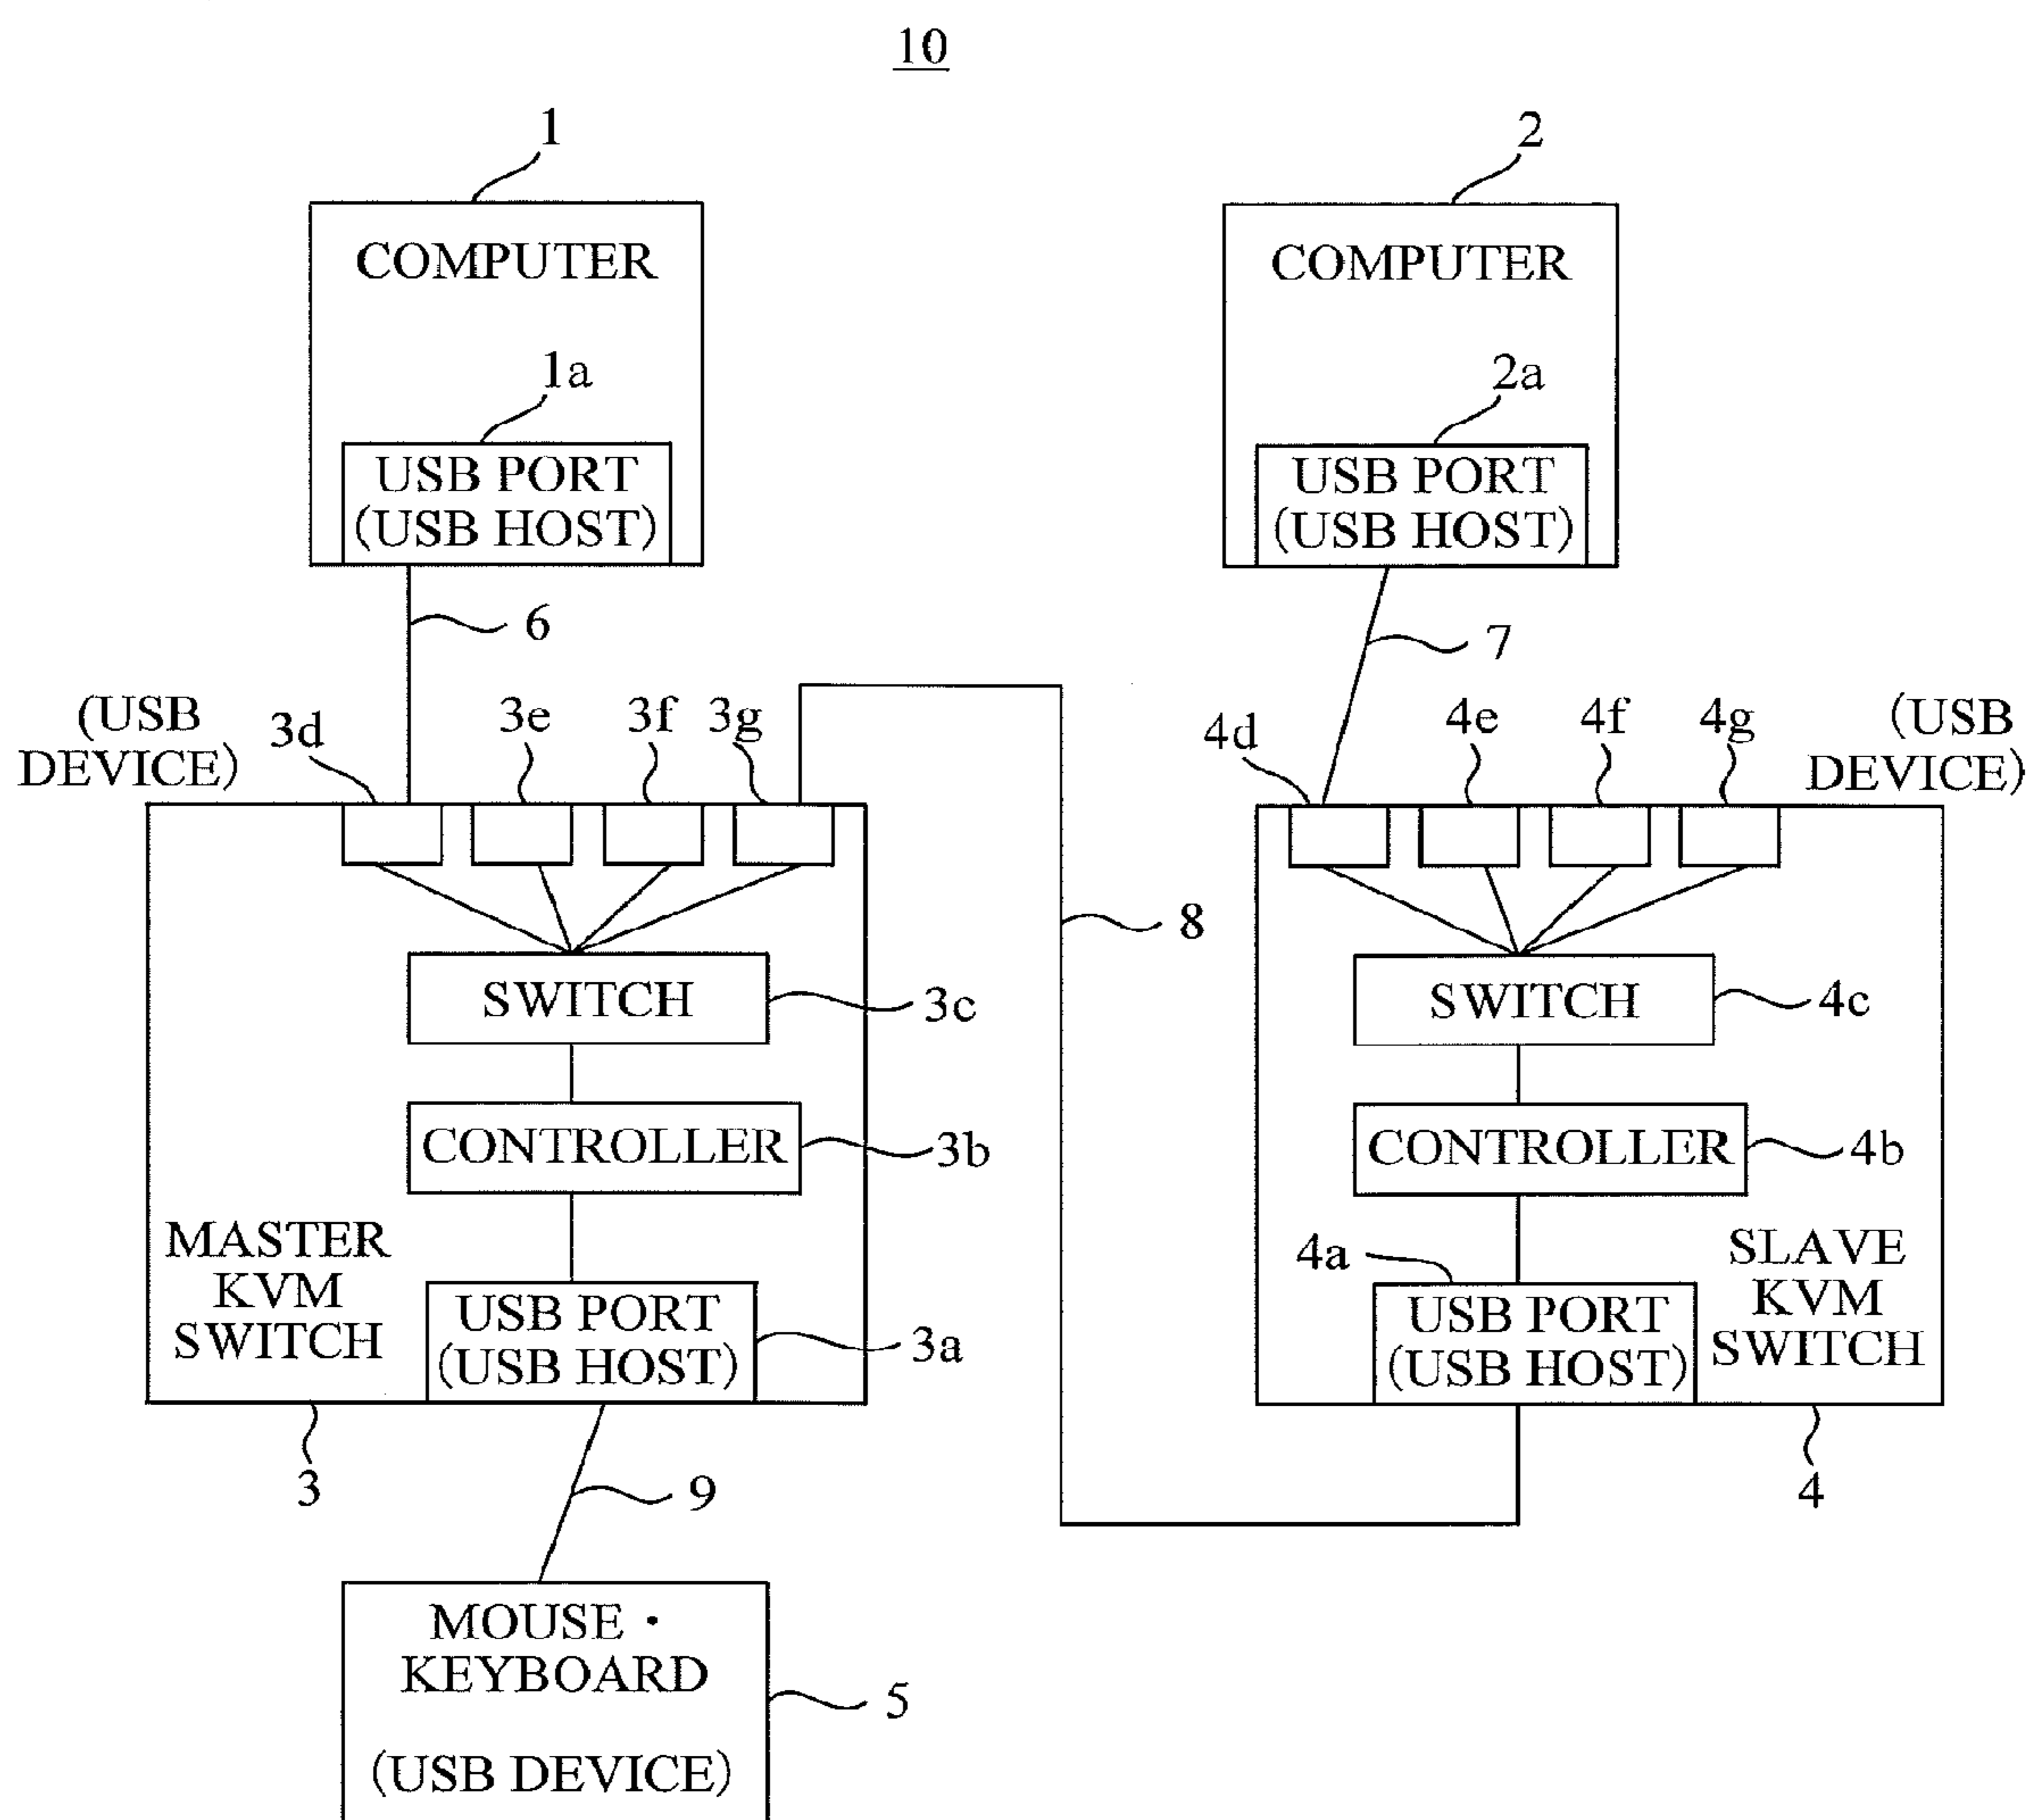 10
1
2
COMPUTER
COMPUTER
1a
2a
USB PORT
(USB HOST)
USB PORT
(USB HOST)
6
7
(USB
DEVICE)
3d
3e
3f
3g
4d
4e
4f
4g
(USB
DEVICE)
8
SWITCH
3c
SWITCH
4c
CONTROLLER
3b
CONTROLLER
4b
MASTER
KVM
SWITCH
USB PORT
(USB HOST)
3a
4a
USB PORT
(USB HOST)
SLAVE
KVM
SWITCH
3
9
4
MOUSE・
KEYBOARD
(USB DEVICE)
5